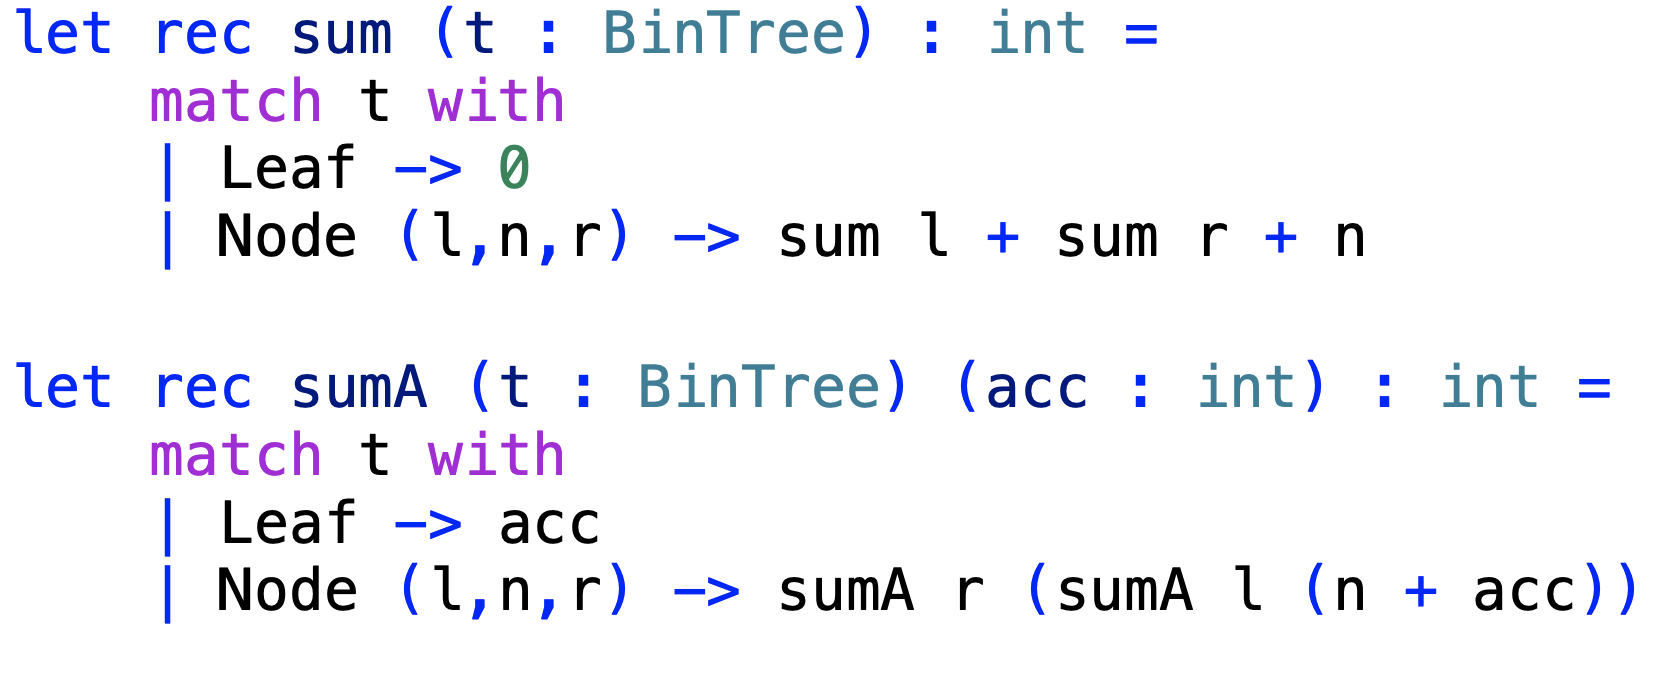 let rec sum (t : BinTree) : int =
    match t with
    | Leaf -> 0
    | Node (l,n,r) -> sum l + sum r + n

let rec sumA (t : BinTree) (acc : int) : int =
    match t with
    | Leaf -> acc
    | Node (l,n,r) -> sumA r (sumA l (n + acc))